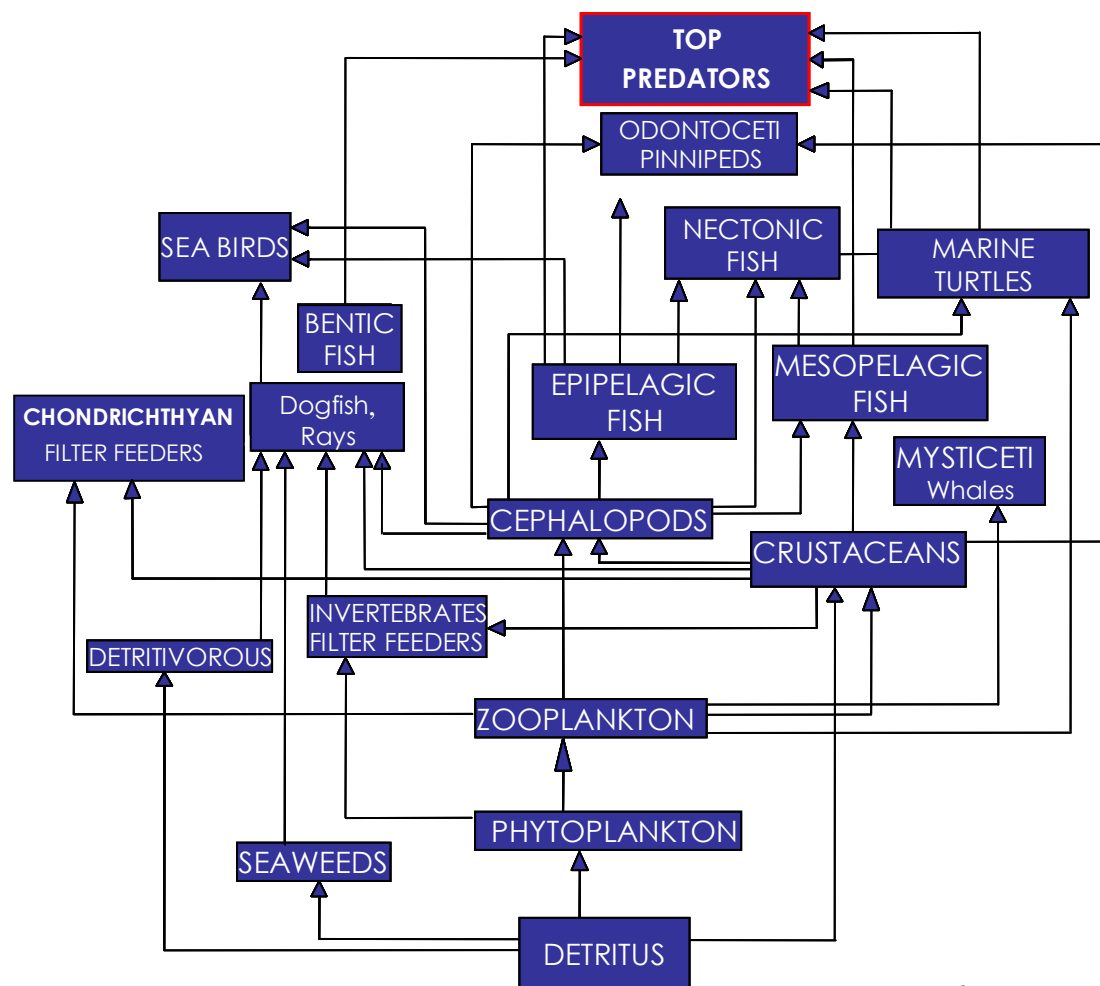 TOP
PREDATORS
ODONTOCETI
PINNIPEDS
SEA BIRDS
NECTONIC
FISH
MARINE
TURTLES
BENTIC
FISH
EPIPELAGIC
FISH
MESOPELAGIC
FISH
CHONDRICHTHYAN
FILTER FEEDERS
Dogfish,
Rays
MYSTICETI
Whales
CEPHALOPODS
CRUSTACEANS
INVERTEBRATES
FILTER FEEDERS
DETRITIVOROUS
ZOOPLANKTON
PHYTOPLANKTON
SEAWEEDS
DETRITUS